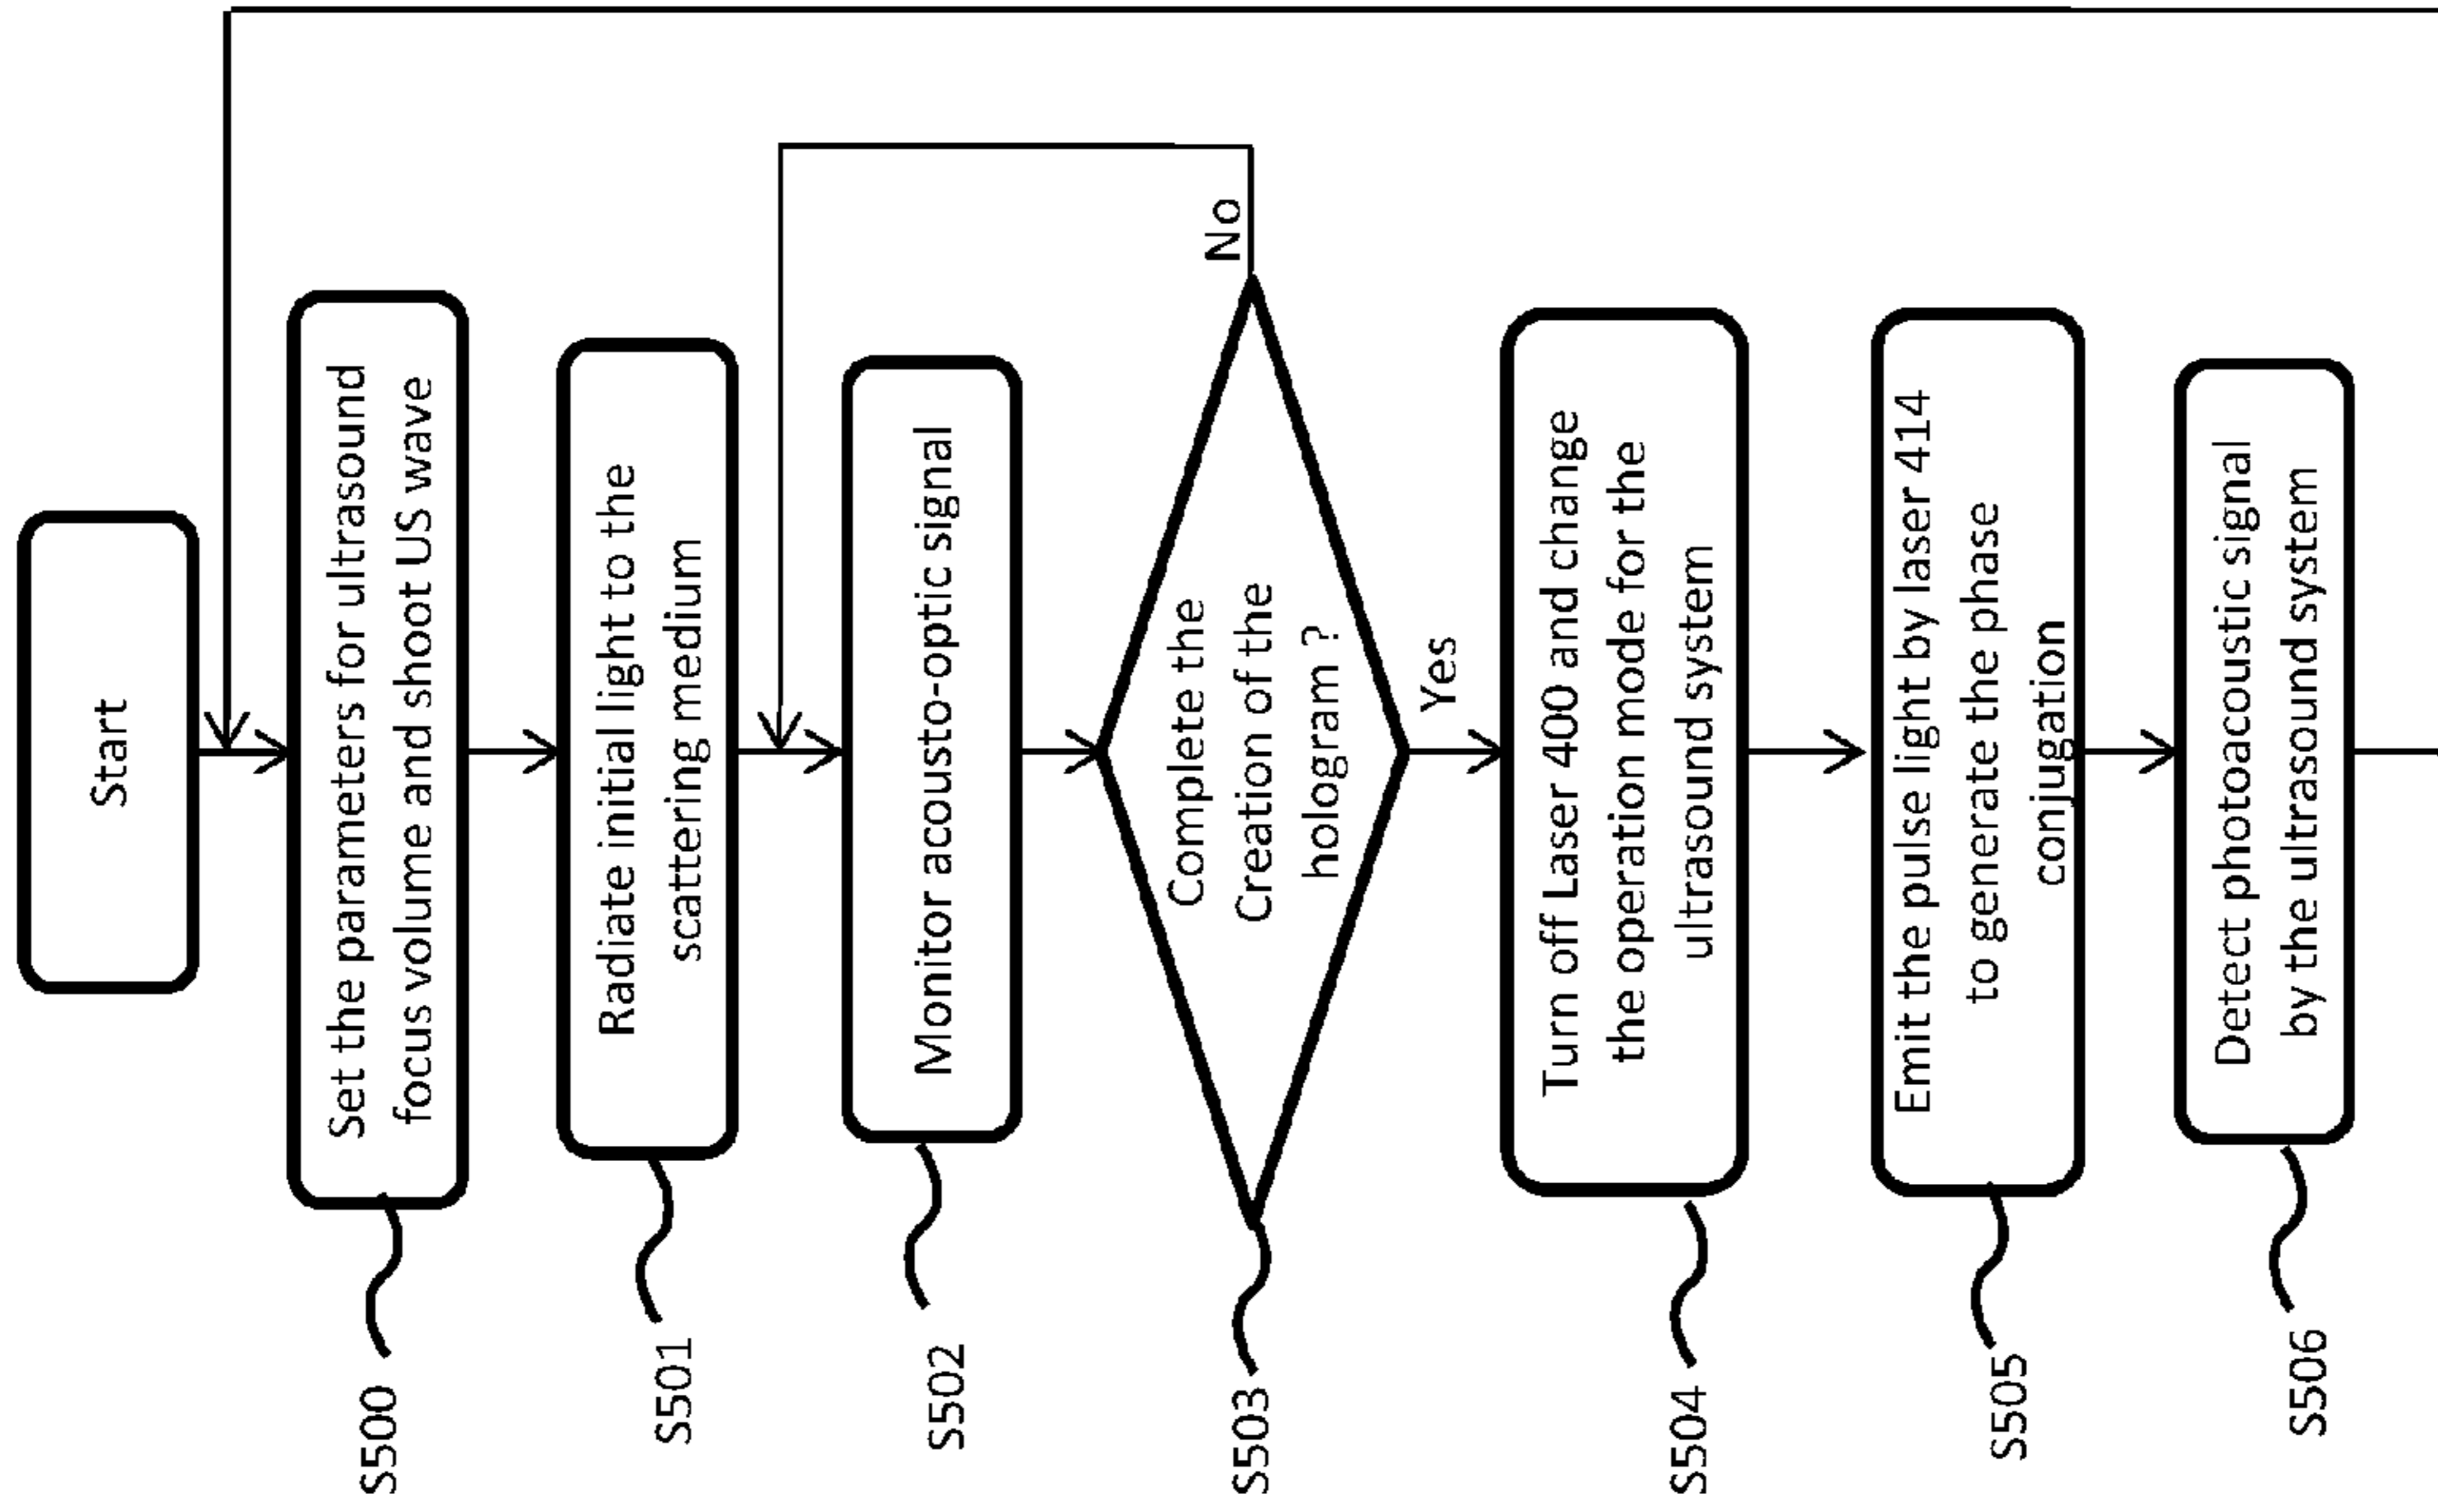 Start
Set the parameters for ultrasound
focus volume and shoot US wave
S500
Radiate initial light to the
scattering medium
S501
Monitor acousto-optic signal
S502
Complete the
Creation of the
hologram ?
No
Yes
S503
Turn off Laser 400 and change
the operation mode for the
ultrasound system
S504
Emit the pulse light by laser 414
to generate the phase
conjugation
S505
Detect photoacoustic signal
by the ultrasound system
S506